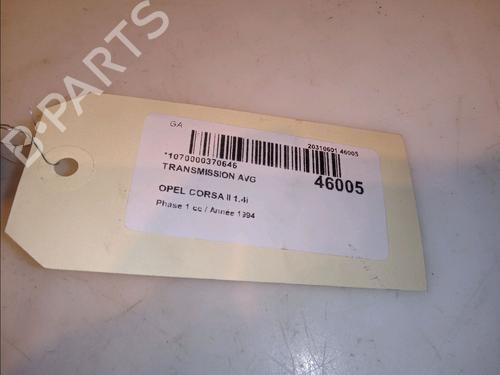 B-PARTS
GA
20310601 46005
*1070000370646
TRANSMISSION AVG
46005
OPEL CORSA II 1.4i
Phase 1 cc / Année 1994